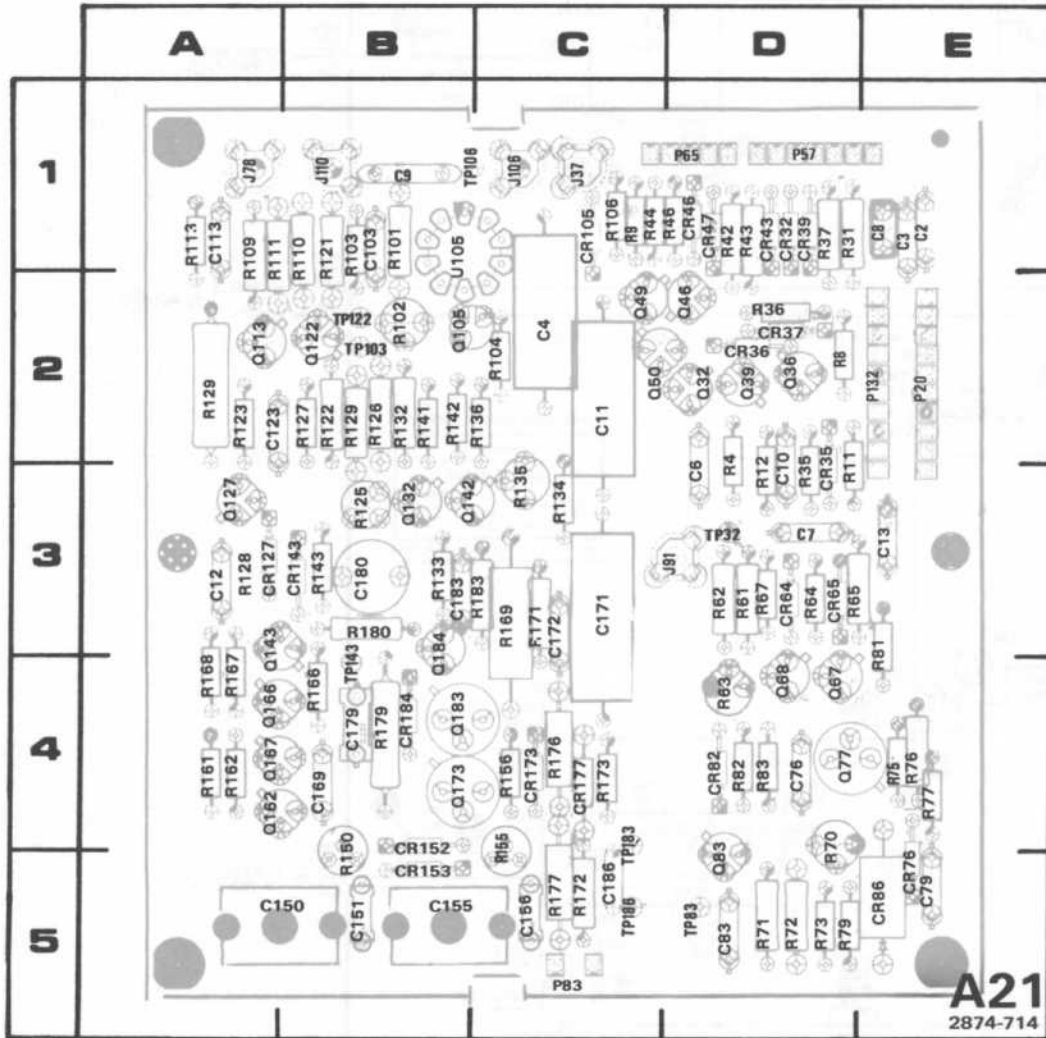 A B C D E
1
J78 J110 C9 TP106 J106 J37 P65 P57
R113 C113 R109 R111 R110 R121 R103 C103 R101 U105 CR105 R106 R9 R44 R46 CR46 CR47 R42 R43 CR43 CR32 CR39 R37 R31 C8 C3 C2
2
Q113 Q122 TP122 R102 Q105 C4 Q49 Q46 R36
TP103 R104 CR37
R129 Q50 Q32 CR36 Q39 Q36 R8 P132 P20
R123 C123 R127 R122 R129 R126 R132 R141 R142 R136 C11
C6 R4 R12 C10 R35 CR35 R11
3
Q127 R125 Q132 Q142 R135 R134
J91 TP32 C7 C13
C12 R128 CR127 CR143 R143 C180 R133 C183 R183 R169 R171 C172 C171 R62 R61 R67 CR64 R64 CR65 R65
R180
Q143 TP143 Q184 R81
4
R168 R167 Q166 R166 C179 R179 CR184 Q183 R63 Q68 Q67
R161 R162 Q167 C169 Q173 R156 CR173 R176 CR177 R173 CR82 R82 R83 C76 Q77 R75 R76 R77
Q162
R150 CR152 R155 TP183 Q83 R70
5
CR153 R177 R172 C186 CR86 CR76 C79
C150 C151 C155 C156 TP186 TP83 C83 R71 R72 R73 R79
P83
A21
2874-714